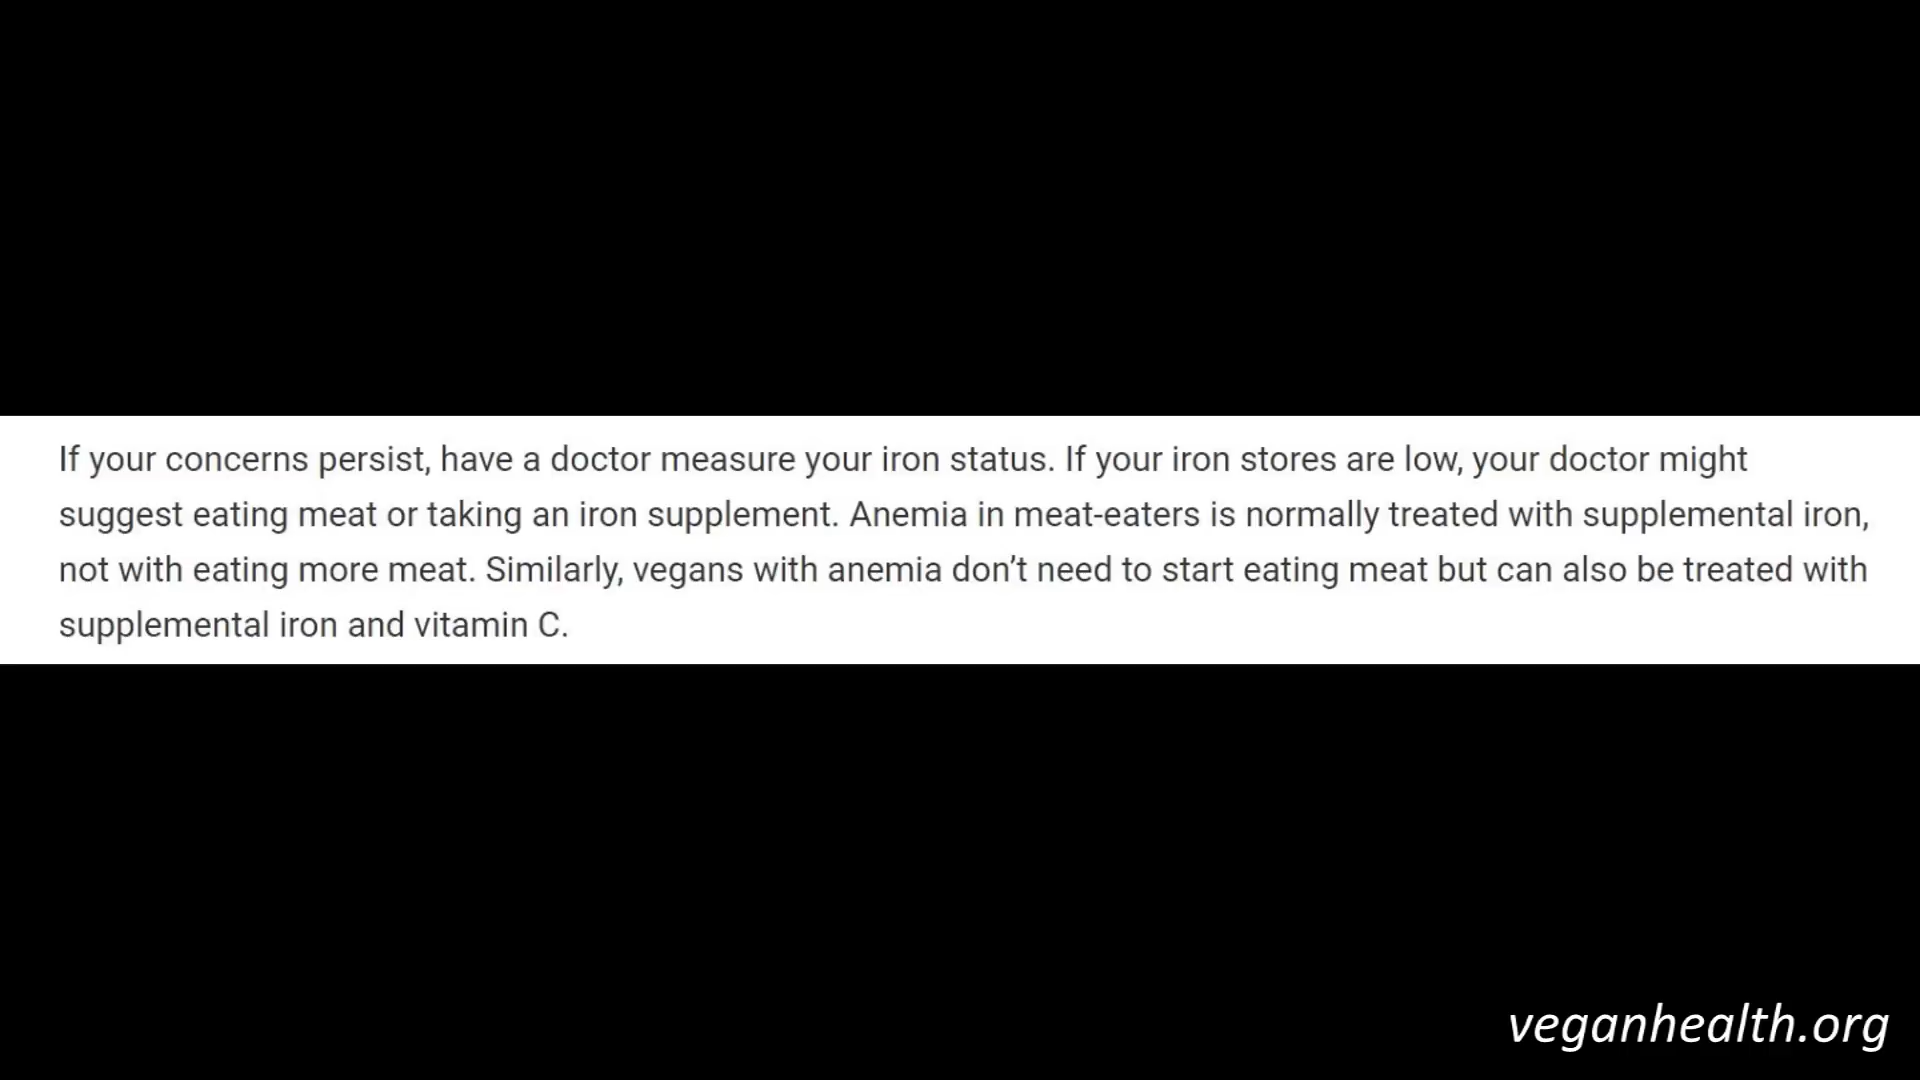 If your concerns persist, have a doctor measure your iron status. If your iron stores are low, your doctor might
suggest eating meat or taking an iron supplement. Anemia in meat-eaters is normally treated with supplemental iron,
not with eating more meat. Similarly, vegans with anemia don’t need to start eating meat but can also be treated with
supplemental iron and vitamin C.
veganhealth.org